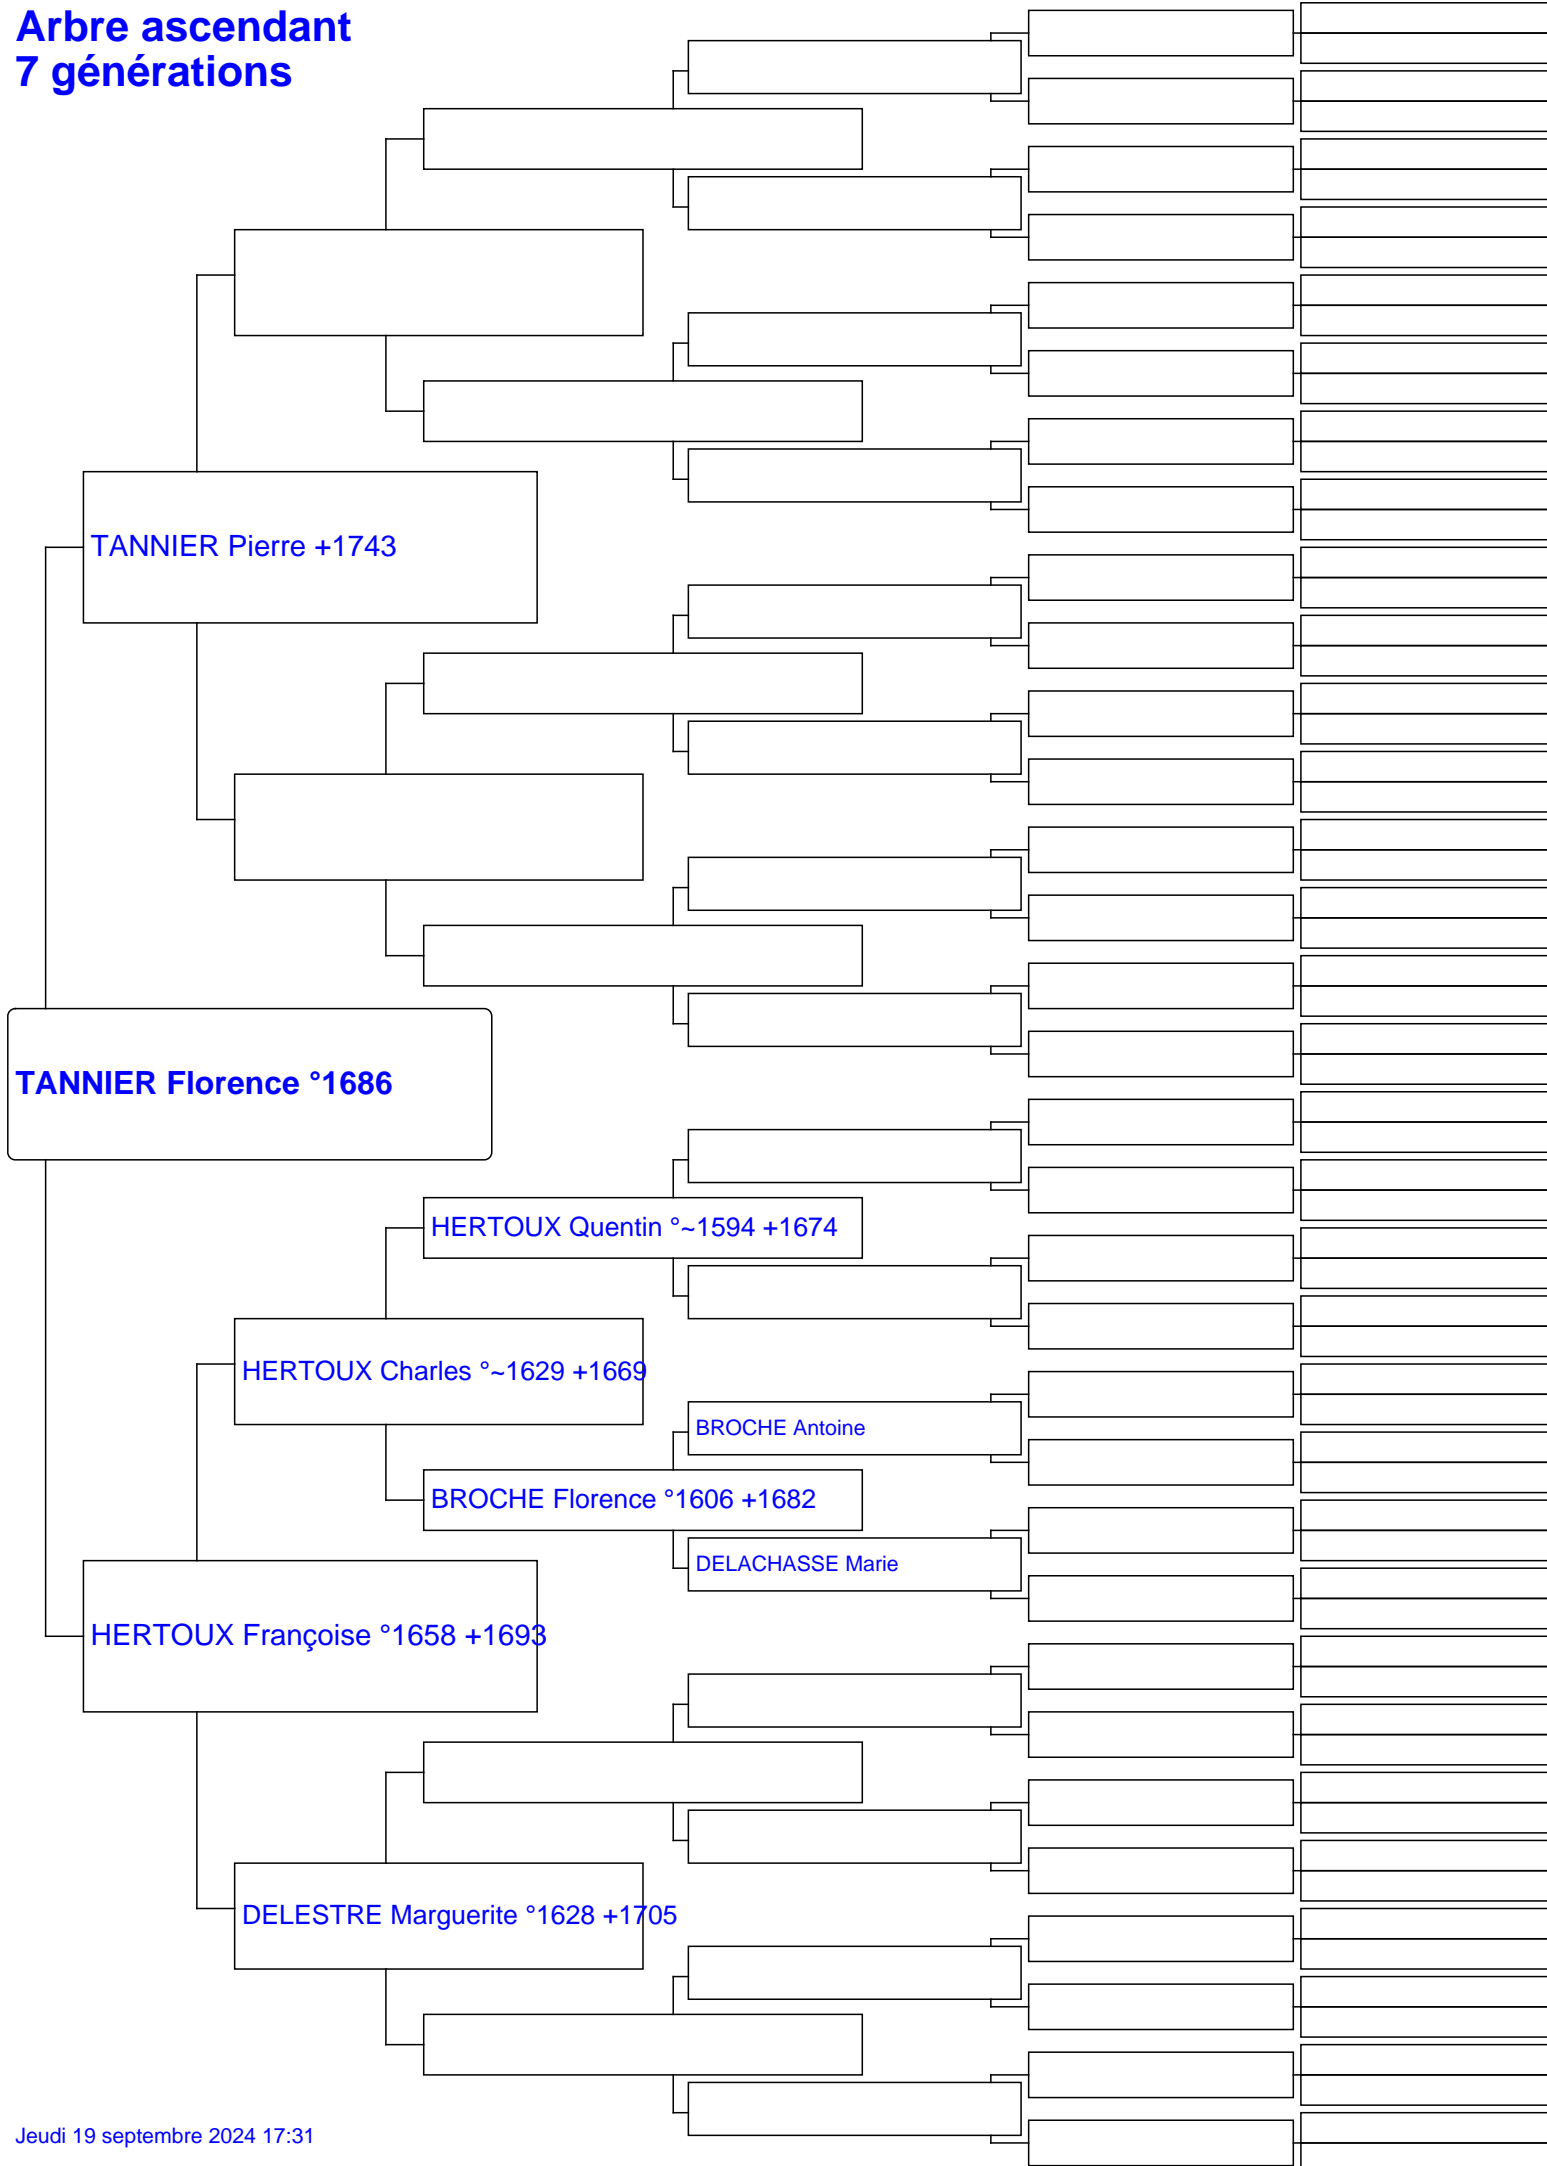 Arbre ascendant
7 générations
TANNIER Pierre +1743
TANNIER Florence °1686
HERTOUX Quentin °~1594 +1674
HERTOUX Charles °~1629 +1669
BROCHE Antoine
BROCHE Florence °1606 +1682
DELACHASSE Marie
HERTOUX Françoise °1658 +1693
DELESTRE Marguerite °1628 +1705
Jeudi 19 septembre 2024 17:31